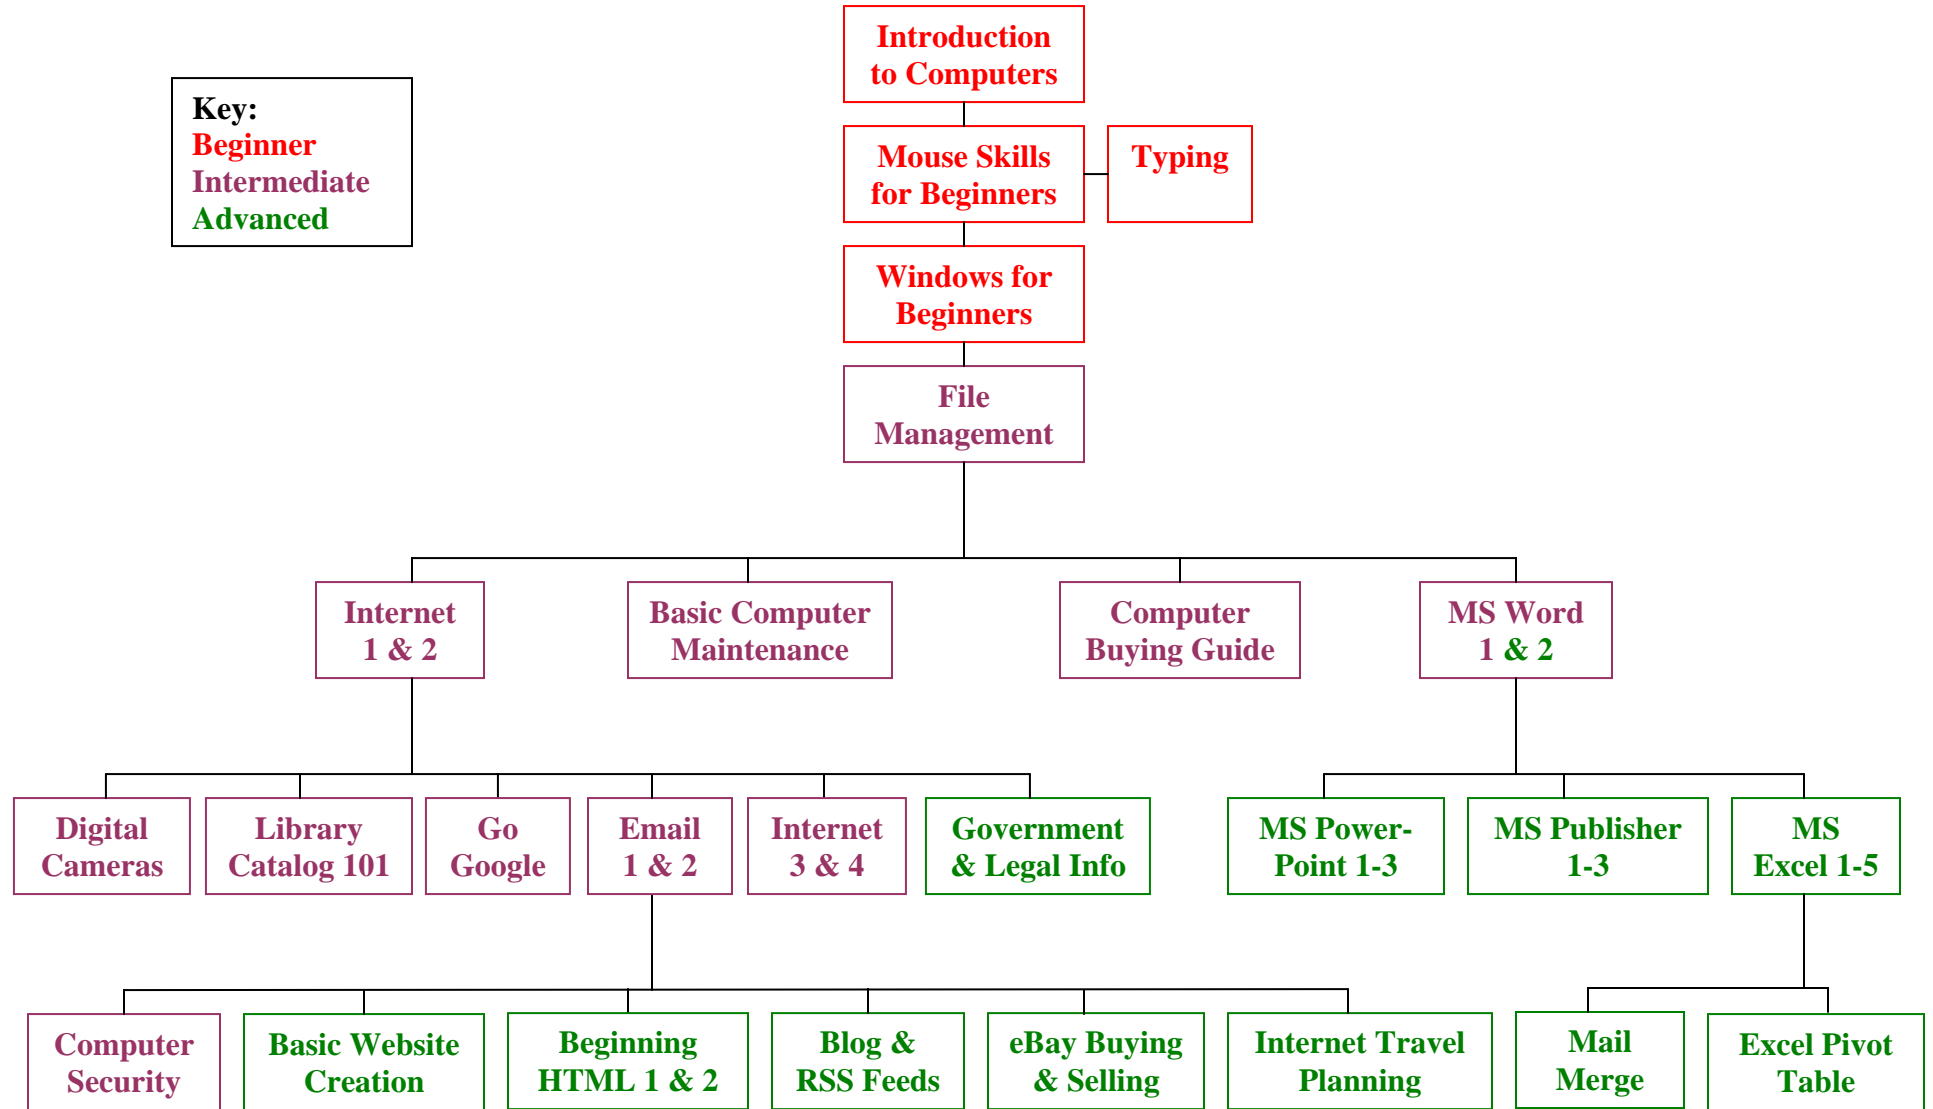 Introduction
to Computers
Key:
Beginner
Intermediate
Advanced
Mouse Skills
for Beginners
Typing
Windows for
Beginners
File
Management
Internet
1 & 2
Basic Computer
Maintenance
Computer
Buying Guide
MS Word
1 & 2
Digital
Cameras
Library
Catalog 101
Go
Google
Email
1 & 2
Internet
3 & 4
Government
& Legal Info
MS Power-
Point 1-3
MS Publisher
1-3
MS
Excel 1-5
Computer
Security
Basic Website
Creation
Beginning
HTML 1 & 2
Blog &
RSS Feeds
eBay Buying
& Selling
Internet Travel
Planning
Mail
Merge
Excel Pivot
Table